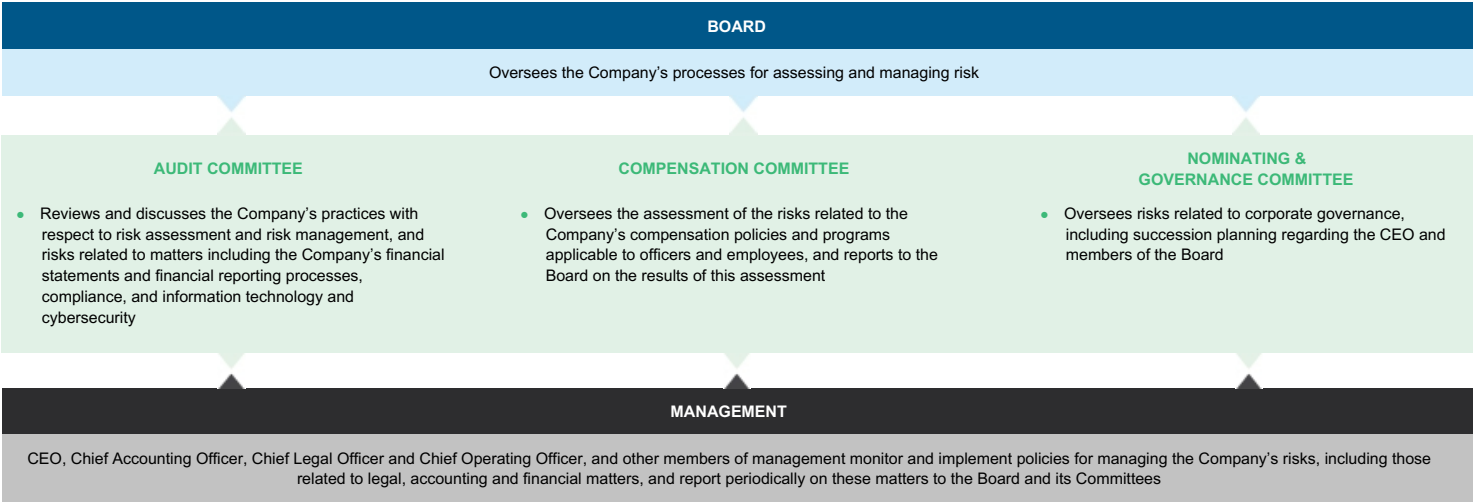 BOARD
Oversees the Company’s processes for assessing and managing risk
AUDIT COMMITTEE
• Reviews and discusses the Company’s practices with
respect to risk assessment and risk management, and
risks related to matters including the Company’s financial
statements and financial reporting processes,
compliance, and information technology and
cybersecurity
COMPENSATION COMMITTEE
• Oversees the assessment of the risks related to the
Company’s compensation policies and programs
applicable to officers and employees, and reports to the
Board on the results of this assessment
NOMINATING &
GOVERNANCE COMMITTEE
• Oversees risks related to corporate governance,
including succession planning regarding the CEO and
members of the Board
MANAGEMENT
CEO, Chief Accounting Officer, Chief Legal Officer and Chief Operating Officer, and other members of management monitor and implement policies for managing the Company’s risks, including those
related to legal, accounting and financial matters, and report periodically on these matters to the Board and its Committees